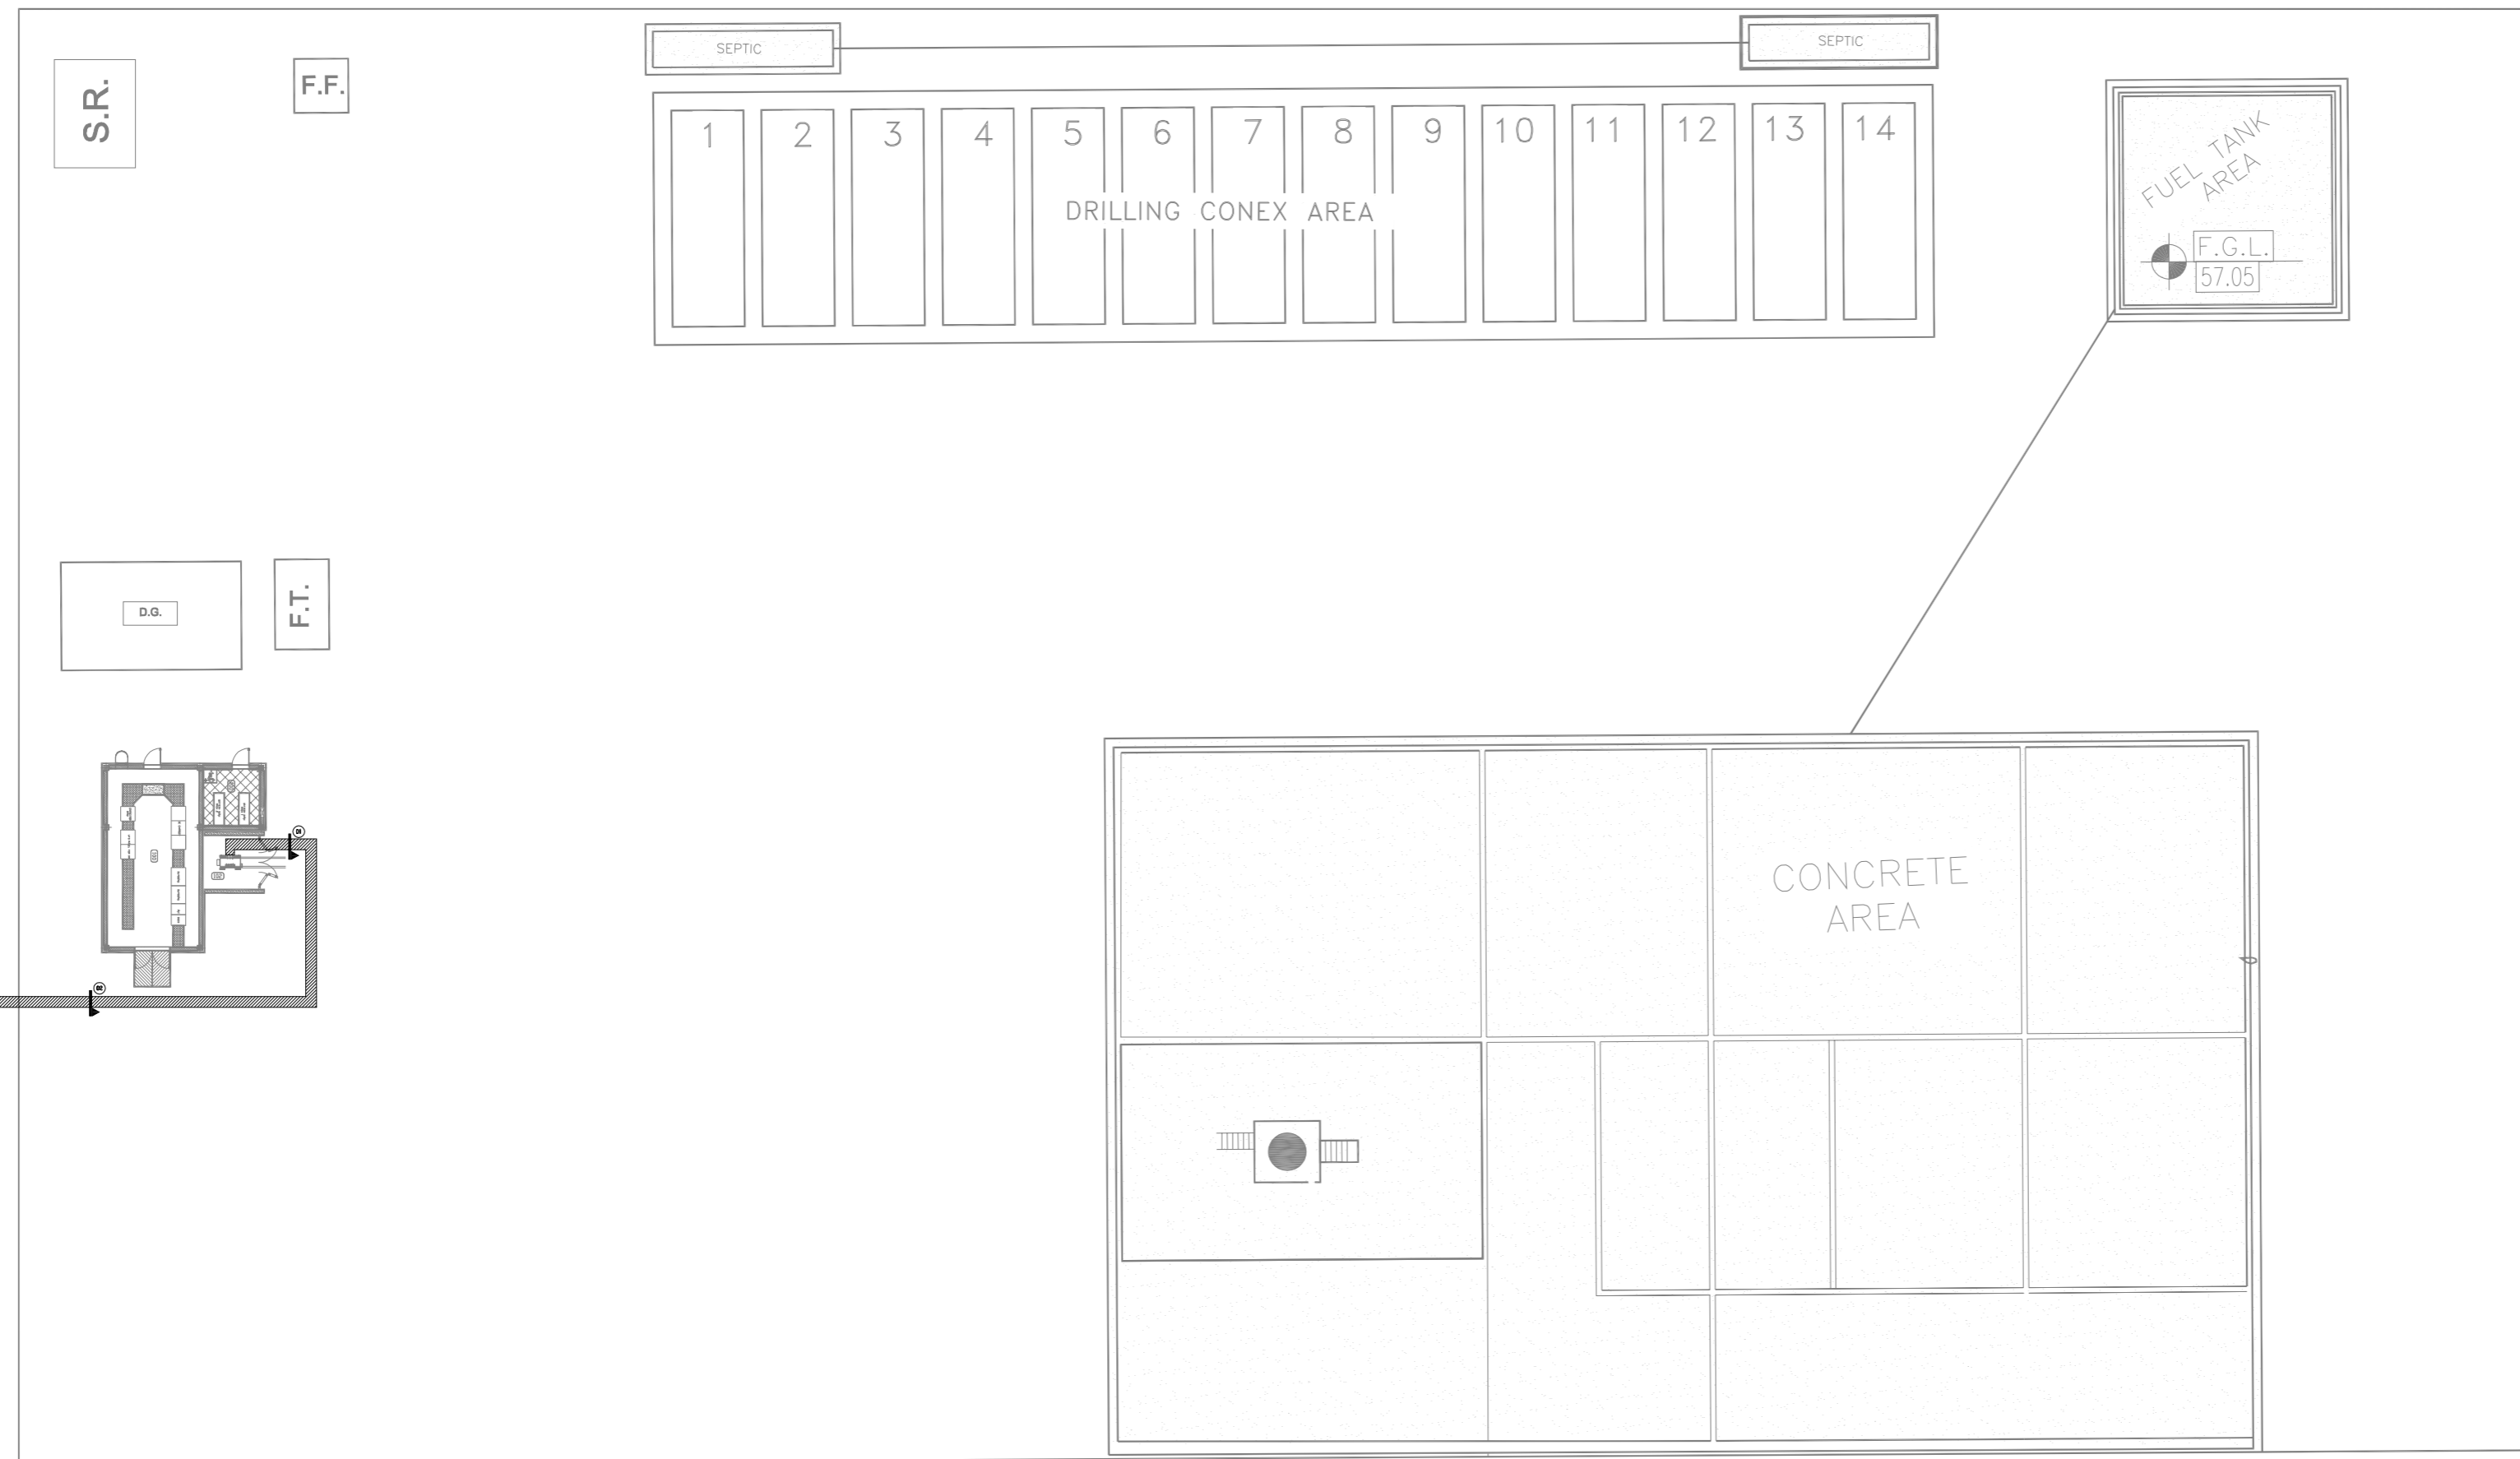 SEPTIC
SEPTIC
S.R.
F.F.
1 2 3 4 5 6 7 8 9 10 11 12 13 14
DRILLING CONEX AREA
FUEL TANK
AREA
F.G.L.
57.05
D.G.
F.T.
CONCRETE
AREA